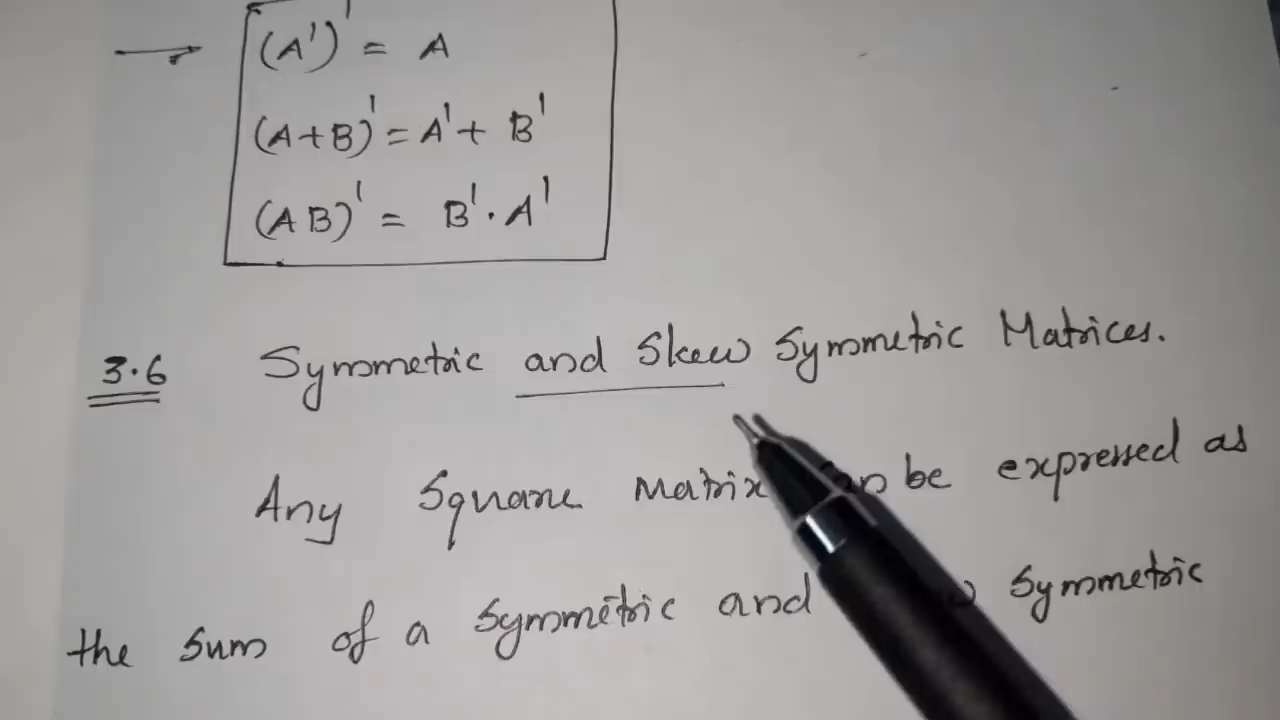 (A')' = A
(A+B)' = A' + B'
(AB)' = B' · A'
3.6 Symmetric and Skew Symmetric Matrices.
Any Square Matrix be expressed as
the sum of a symmetric and symmetric